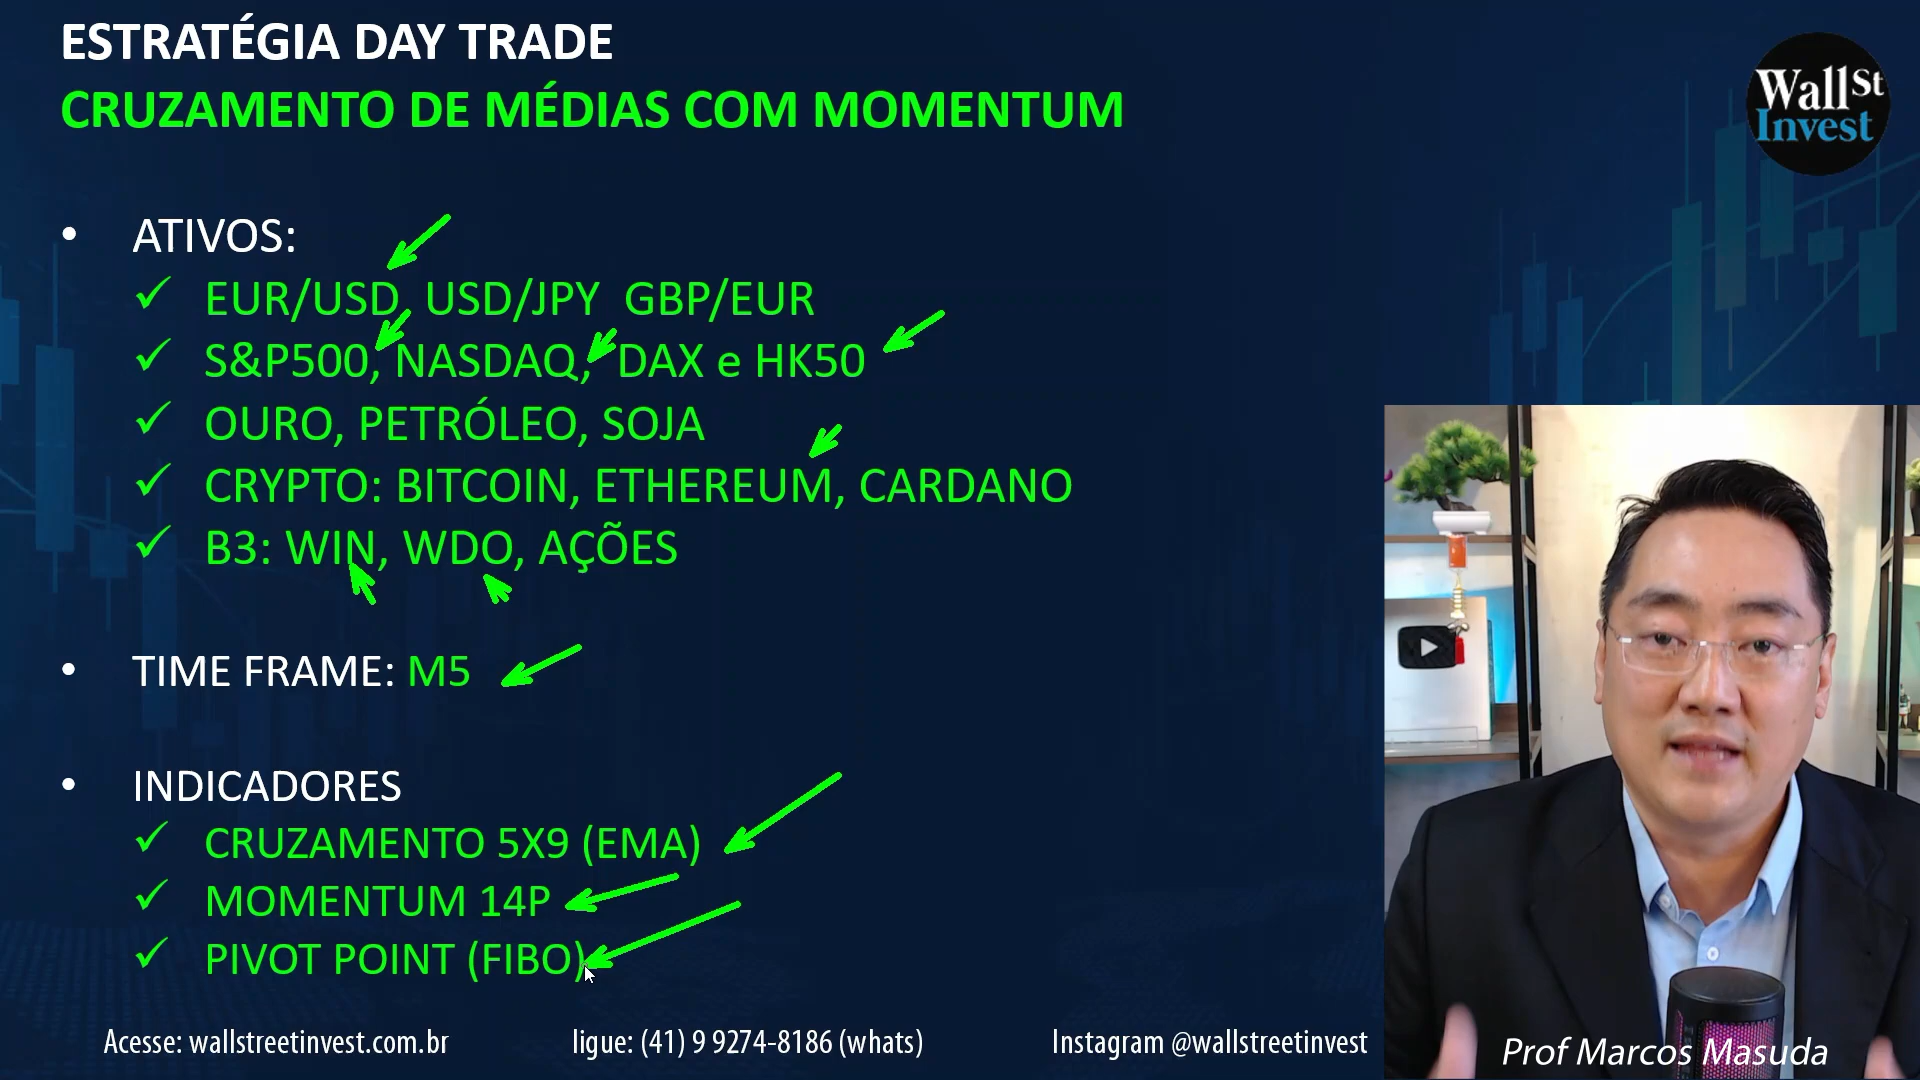 ESTRATÉGIA DAY TRADE
CRUZAMENTO DE MÉDIAS COM MOMENTUM
WallSt
Invest
• ATIVOS:
✓ EUR/USD, USD/JPY GBP/EUR
✓ S&P500, NASDAQ, DAX e HK50
✓ OURO, PETRÓLEO, SOJA
✓ CRYPTO: BITCOIN, ETHEREUM, CARDANO
✓ B3: WIN, WDO, AÇÕES
• TIME FRAME: M5
• INDICADORES
✓ CRUZAMENTO 5X9 (EMA)
✓ MOMENTUM 14P
✓ PIVOT POINT (FIBO)
Acesse: wallstreetinvest.com.br ligue: (41) 9 9274-8186 (whats) Instagram @wallstreetinvest
Prof Marcos Masuda